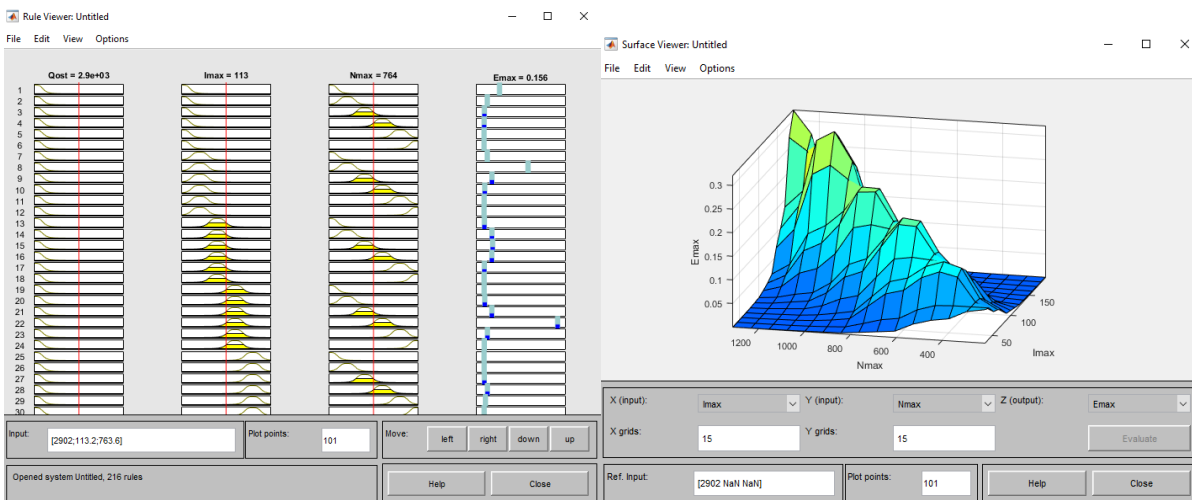 Rule Viewer: Untitled
File Edit View Options
Qost = 2.9e+03 Imax = 113 Nmax = 764 Emax = 0.156
1
2
3
4
5
6
7
8
9
10
11
12
13
14
15
16
17
18
19
20
21
22
23
24
25
26
27
28
29
30
Input: [2902;113.2;763.6] Plot points: 101 Move: left right down up
Opened system Untitled, 216 rules Help Close
Surface Viewer: Untitled
File Edit View Options
0.3
0.25
0.2
0.15
0.1
0.05
Emax
1200 1000 800 600 400
Nmax
50 100 150
Imax
X (input): Imax Y (input): Nmax Z (output): Emax
X grids: 15 Y grids: 15 Evaluate
Ref. Input: [2902 NaN NaN] Plot points: 101 Help Close